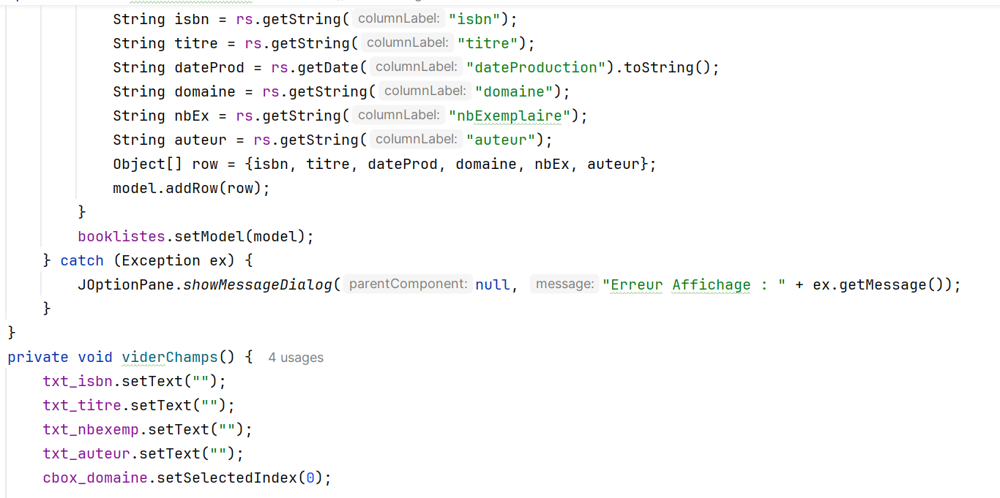 String isbn = rs.getString( columnLabel: "isbn");
String titre = rs.getString( columnLabel: "titre");
String dateProd = rs.getDate( columnLabel: "dateProduction").toString();
String domaine = rs.getString( columnLabel: "domaine");
String nbEx = rs.getString( columnLabel: "nbExemplaire");
String auteur = rs.getString( columnLabel: "auteur");
Object[] row = {isbn, titre, dateProd, domaine, nbEx, auteur};
model.addRow(row);
}
booklistes.setModel(model);
} catch (Exception ex) {
JOptionPane.showMessageDialog( parentComponent: null, message: "Erreur Affichage : " + ex.getMessage());
}
}
private void viderChamps() { 4 usages
txt_isbn.setText("");
txt_titre.setText("");
txt_nbexemp.setText("");
txt_auteur.setText("");
cbox_domaine.setSelectedIndex(0);